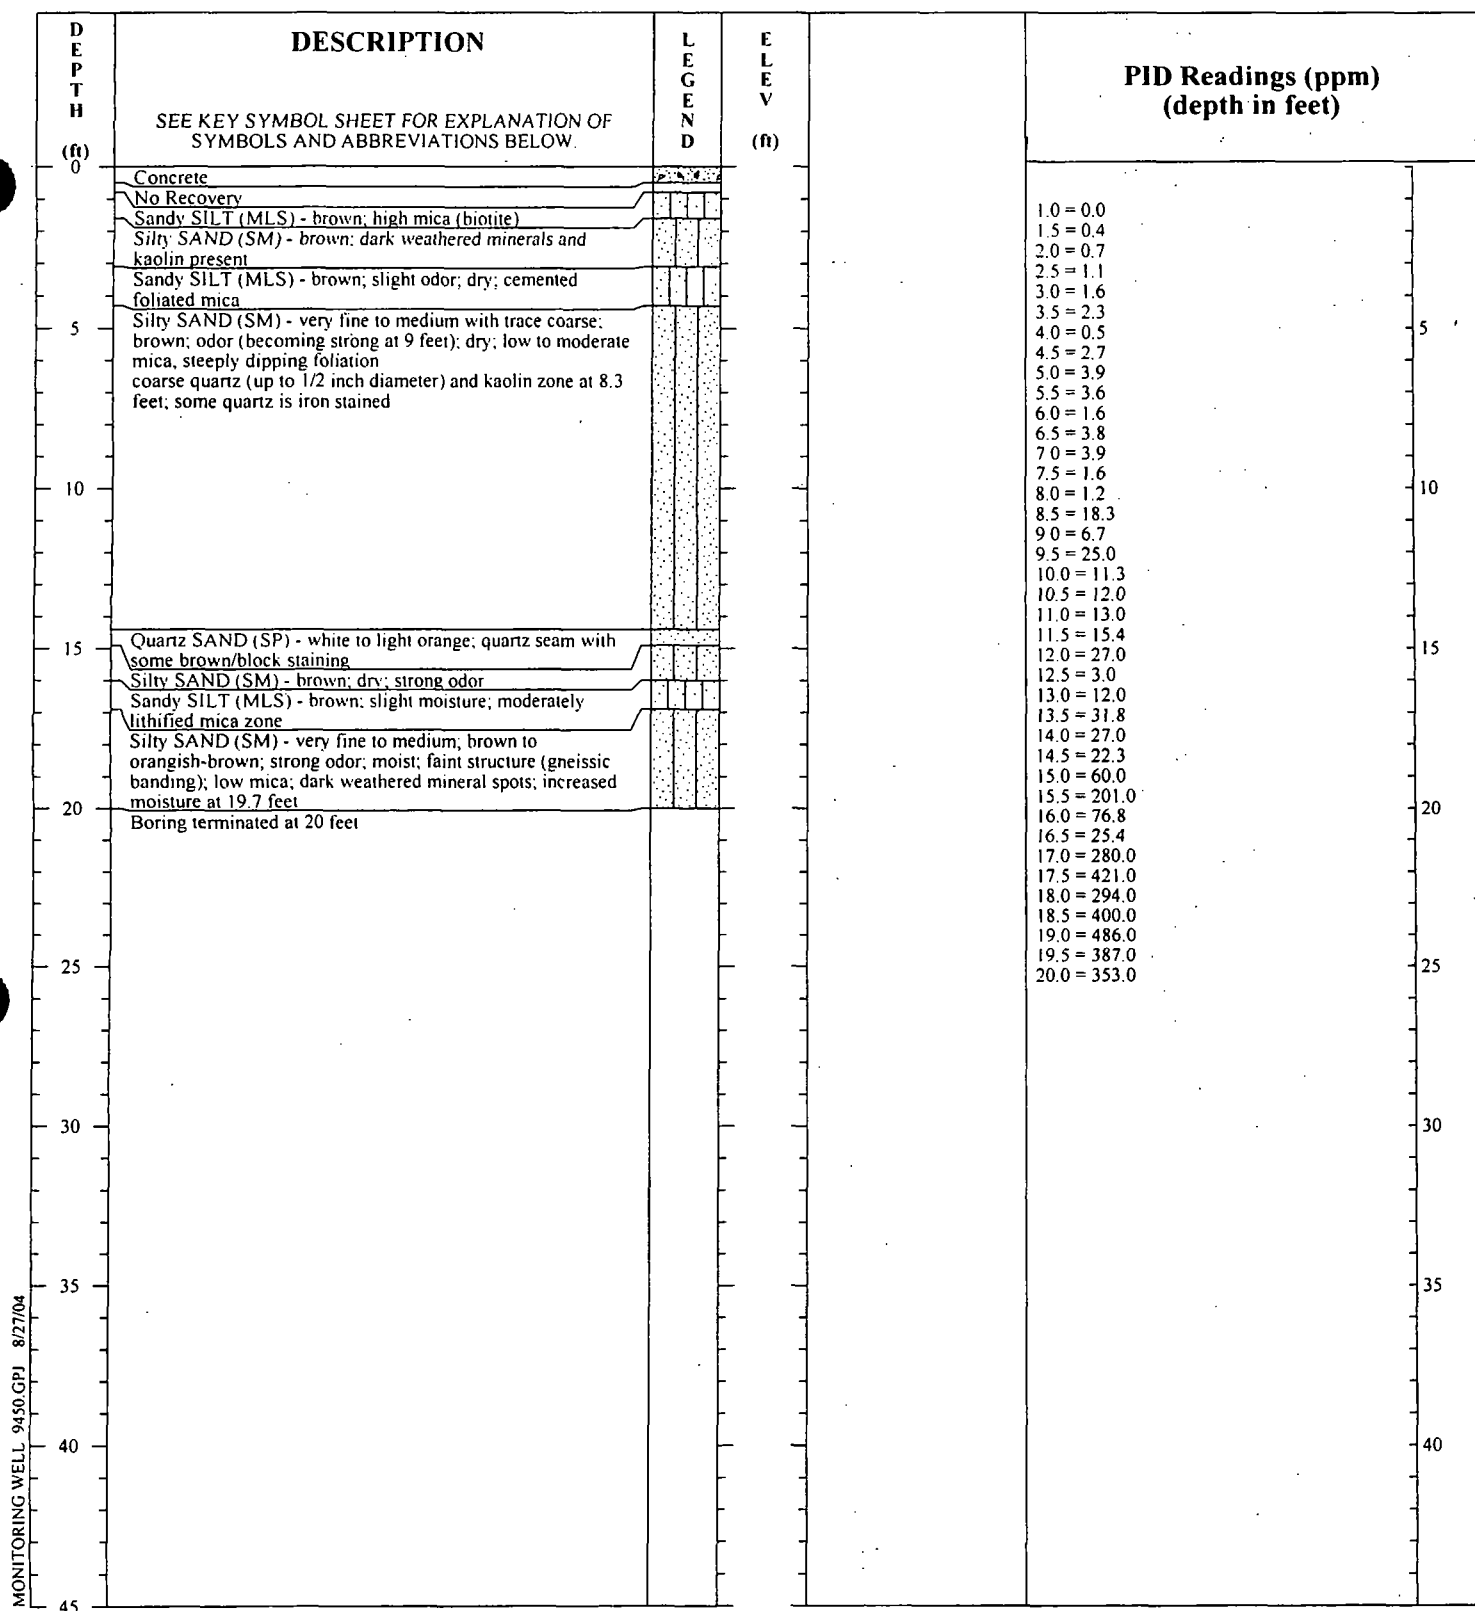 DEPTH (ft)
DESCRIPTION
SEE KEY SYMBOL SHEET FOR EXPLANATION OF
SYMBOLS AND ABBREVIATIONS BELOW.
LEGEND
ELEV (ft)
PID Readings (ppm)
(depth in feet)
0
Concrete
No Recovery
Sandy SILT (MLS) - brown; high mica (biotite)
Silty SAND (SM) - brown; dark weathered minerals and
kaolin present
Sandy SILT (MLS) - brown; slight odor; dry; cemented
foliated mica
Silty SAND (SM) - very fine to medium with trace coarse;
brown; odor (becoming strong at 9 feet); dry; low to moderate
mica, steeply dipping foliation
coarse quartz (up to 1/2 inch diameter) and kaolin zone at 8.3
feet; some quartz is iron stained
Quartz SAND (SP) - white to light orange; quartz seam with
some brown/block staining
Silty SAND (SM) - brown; dry; strong odor
Sandy SILT (MLS) - brown; slight moisture; moderately
lithified mica zone
Silty SAND (SM) - very fine to medium; brown to
orangish-brown; strong odor; moist; faint structure (gneissic
banding); low mica; dark weathered mineral spots; increased
moisture at 19.7 feet
Boring terminated at 20 feet
5
10
15
20
25
30
35
40
45
1.0 = 0.0
1.5 = 0.4
2.0 = 0.7
2.5 = 1.1
3.0 = 1.6
3.5 = 2.3
4.0 = 0.5
4.5 = 2.7
5.0 = 3.9
5.5 = 3.6
6.0 = 1.6
6.5 = 3.8
7 0 = 3.9
7.5 = 1.6
8.0 = 1.2
8.5 = 18.3
9 0 = 6.7
9.5 = 25.0
10.0 = 11.3
10.5 = 12.0
11.0 = 13.0
11.5 = 15.4
12.0 = 27.0
12.5 = 3.0
13.0 = 12.0
13.5 = 31.8
14.0 = 27.0
14.5 = 22.3
15.0 = 60.0
15.5 = 201.0
16.0 = 76.8
16.5 = 25.4
17.0 = 280.0
17.5 = 421.0
18.0 = 294.0
18.5 = 400.0
19.0 = 486.0
19.5 = 387.0
20.0 = 353.0
5
10
15
20
25
30
35
40
MONITORING WELL 9450.GPJ 8/27/04